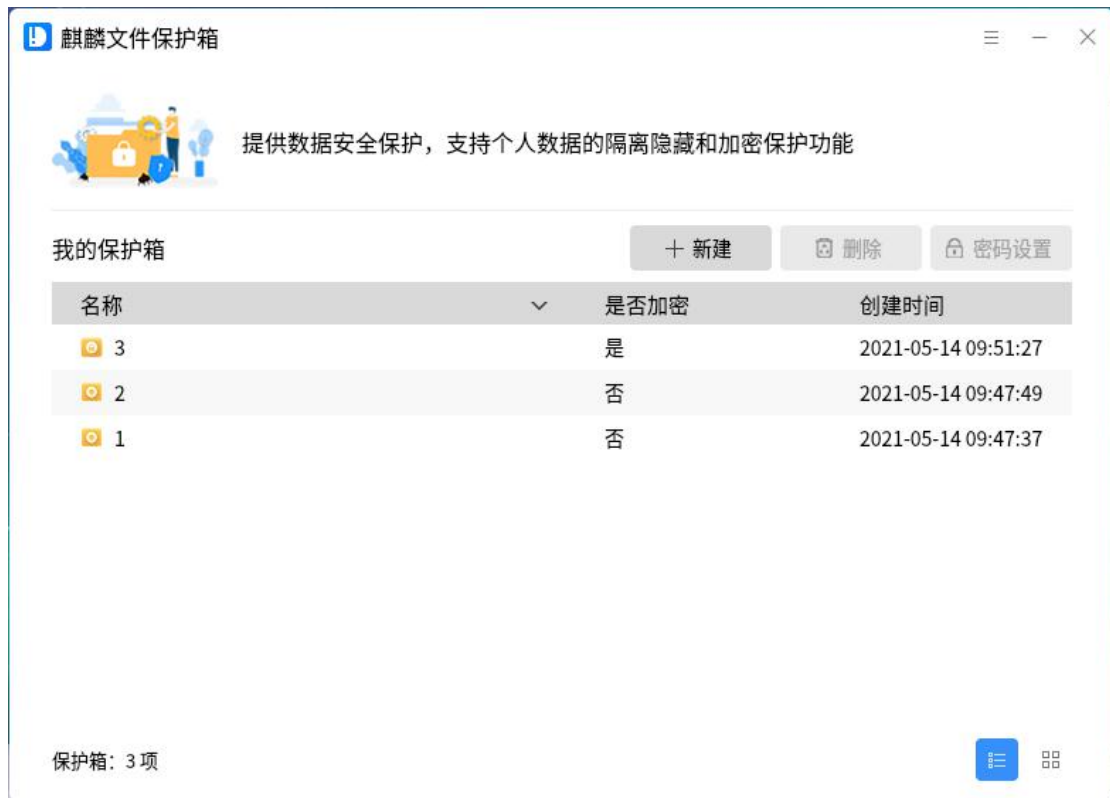 麒麟文件保护箱
提供数据安全保护，支持个人数据的隔离隐藏和加密保护功能
我的保护箱 新建 删除 密码设置
名称 是否加密 创建时间
3 是 2021-05-14 09:51:27
2 否 2021-05-14 09:47:49
1 否 2021-05-14 09:47:37
保护箱：3 项